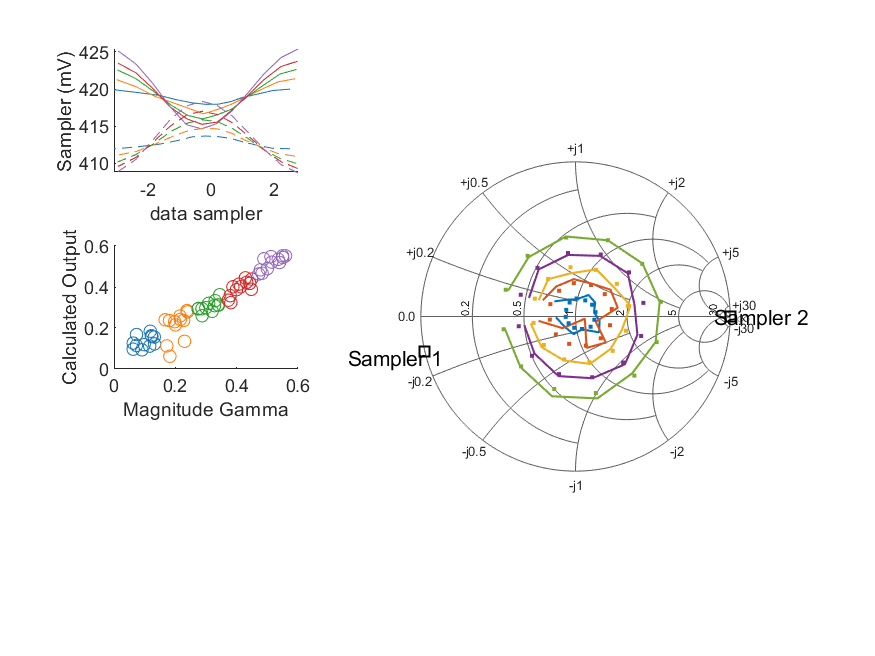 Sampler (mV)
425
420
415
410
-2
0
2
data sampler
Calculated Output
0.6
0.4
0.2
0
0
0.2
0.4
0.6
Magnitude Gamma
+j1
+j0.5
+j2
+j0.2
+j5
0.0
0.2
0.5
1
2
5
30
+j30
-j30
Sampler 2
Sampler 1
-j0.2
-j5
-j0.5
-j2
-j1